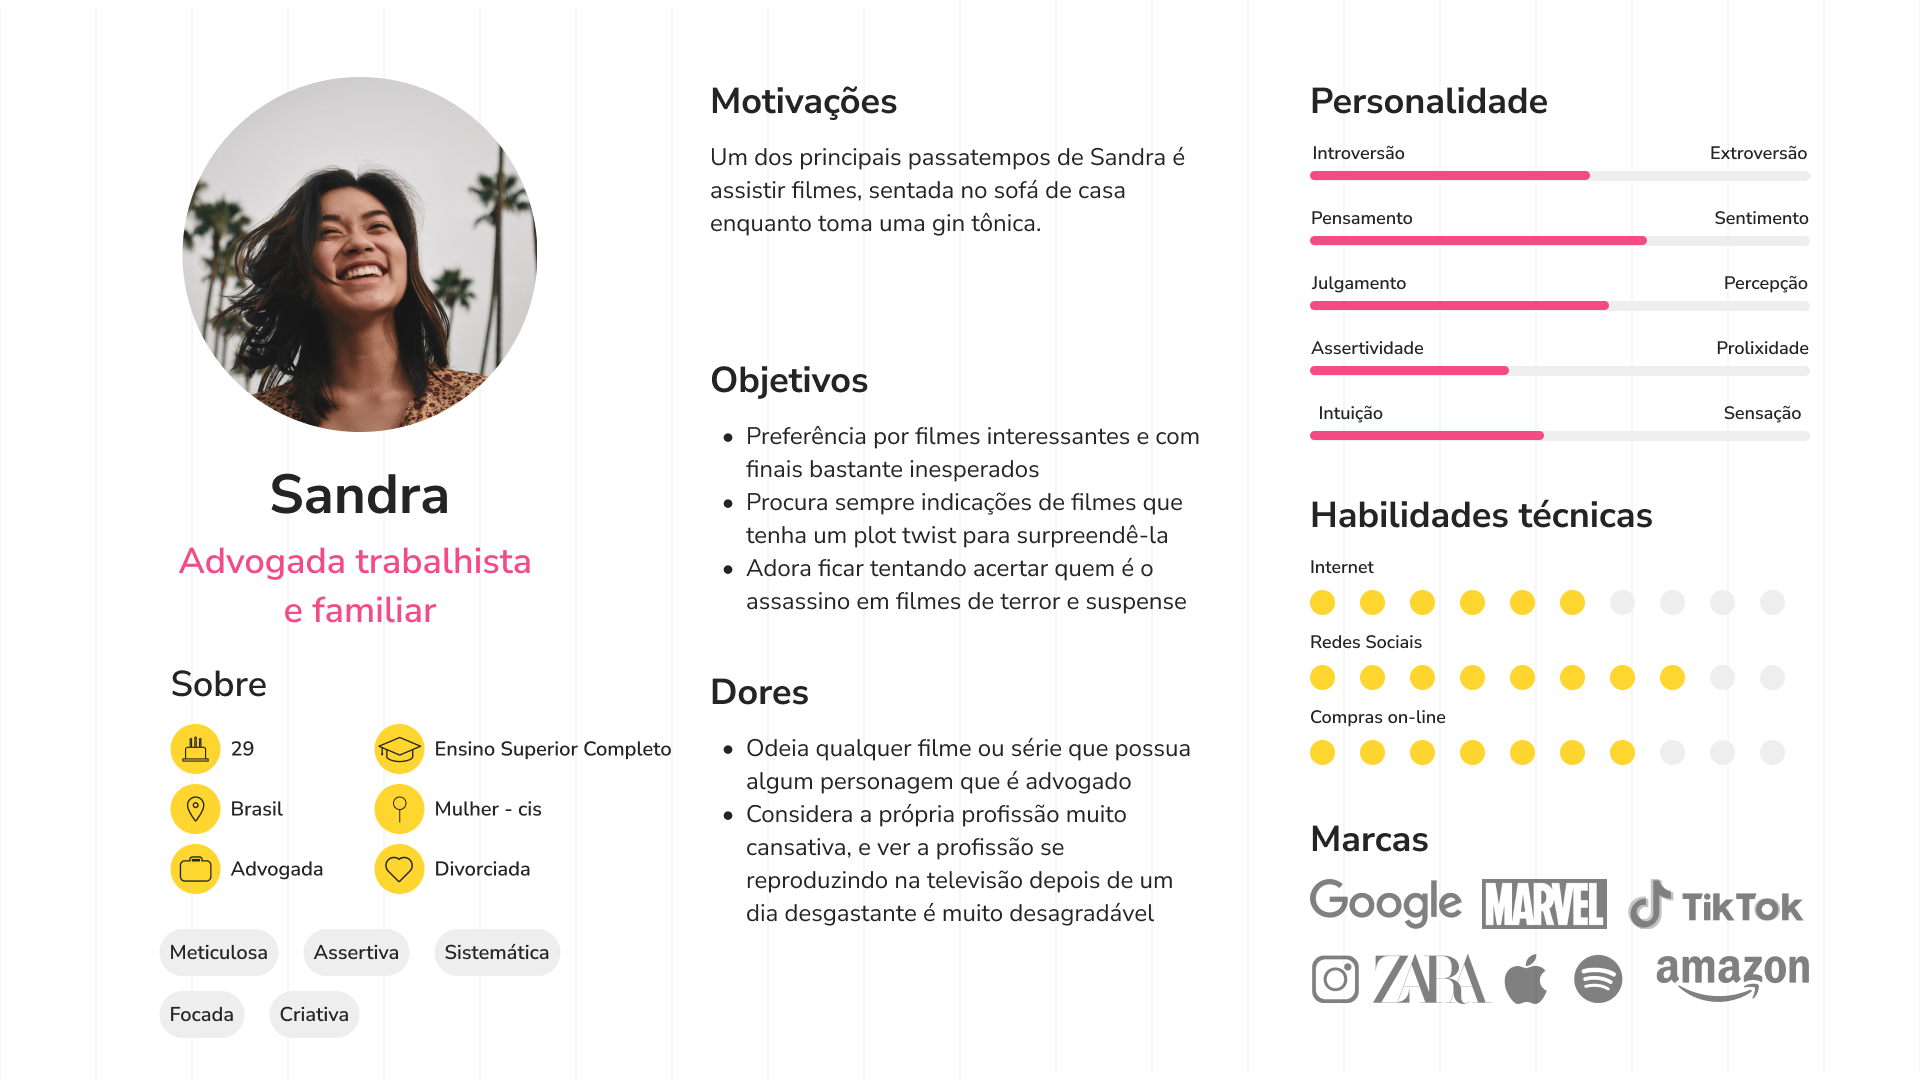 Sandra
Advogada trabalhista
e familiar
Sobre
29
Ensino Superior Completo
Brasil
Mulher - cis
Advogada
Divorciada
Meticulosa
Assertiva
Sistemática
Focada
Criativa
Motivações
Um dos principais passatempos de Sandra é
assistir filmes, sentada no sofá de casa
enquanto toma uma gin tônica.
Objetivos
• Preferência por filmes interessantes e com
finais bastante inesperados
• Procura sempre indicações de filmes que
tenha um plot twist para surpreendê-la
• Adora ficar tentando acertar quem é o
assassino em filmes de terror e suspense
Dores
• Odeia qualquer filme ou série que possua
algum personagem que é advogado
• Considera a própria profissão muito
cansativa, e ver a profissão se
reproduzindo na televisão depois de um
dia desgastante é muito desagradável
Personalidade
Introversão
Extroversão
Pensamento
Sentimento
Julgamento
Percepção
Assertividade
Prolixidade
Intuição
Sensação
Habilidades técnicas
Internet
Redes Sociais
Compras on-line
Marcas
Google
MARVEL
TikTok
ZARA
amazon